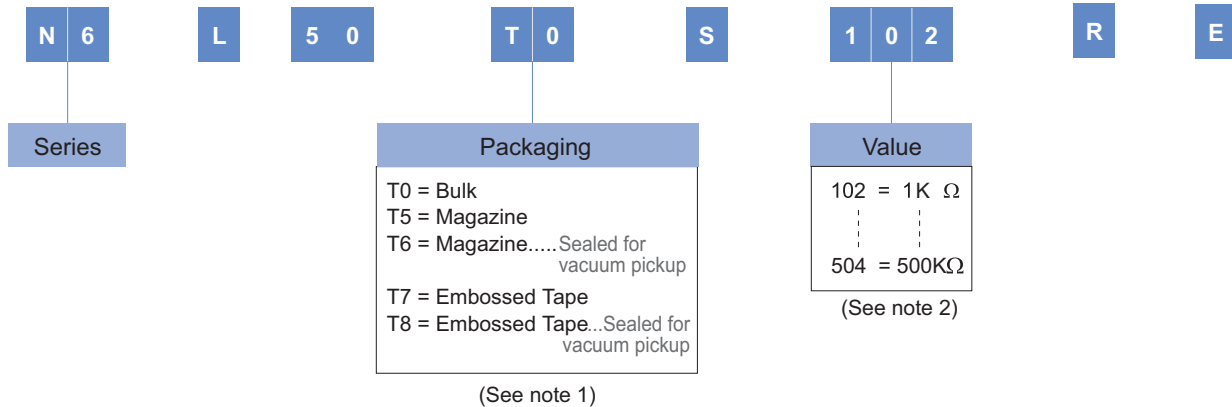 N 6 L 5 0 T 0 S 1 0 2 R E
Series
Packaging
Value
T0 = Bulk
T5 = Magazine
T6 = Magazine.....Sealed for
vacuum pickup
T7 = Embossed Tape
T8 = Embossed Tape...Sealed for
vacuum pickup
(See note 1)
102 = 1K Ω
504 = 500KΩ
(See note 2)